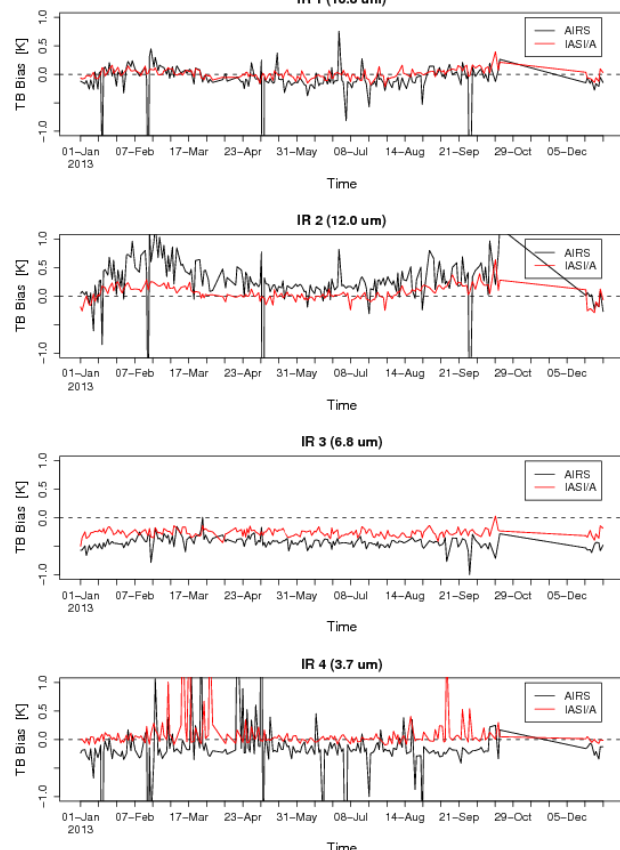 IR 1 (10.8 um)
TB Bias [K]
1.0
0.5
0.0
−1.0
AIRS
IASI/A
01−Jan 07−Feb 17−Mar 23−Apr 31−May 08−Jul 14−Aug 21−Sep 29−Oct 05−Dec
2013
Time
IR 2 (12.0 um)
TB Bias [K]
1.0
0.5
0.0
−1.0
AIRS
IASI/A
01−Jan 07−Feb 17−Mar 23−Apr 31−May 08−Jul 14−Aug 21−Sep 29−Oct 05−Dec
2013
Time
IR 3 (6.8 um)
TB Bias [K]
1.0
0.5
0.0
−1.0
AIRS
IASI/A
01−Jan 07−Feb 17−Mar 23−Apr 31−May 08−Jul 14−Aug 21−Sep 29−Oct 05−Dec
2013
Time
IR 4 (3.7 um)
TB Bias [K]
1.0
0.5
0.0
−1.0
AIRS
IASI/A
01−Jan 07−Feb 17−Mar 23−Apr 31−May 08−Jul 14−Aug 21−Sep 29−Oct 05−Dec
2013
Time